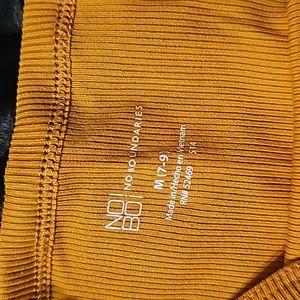 NO
BO
NO BOUNDARIES
M (7-9)
Made in/Hecho en Vietnam
RN# 52469
S14